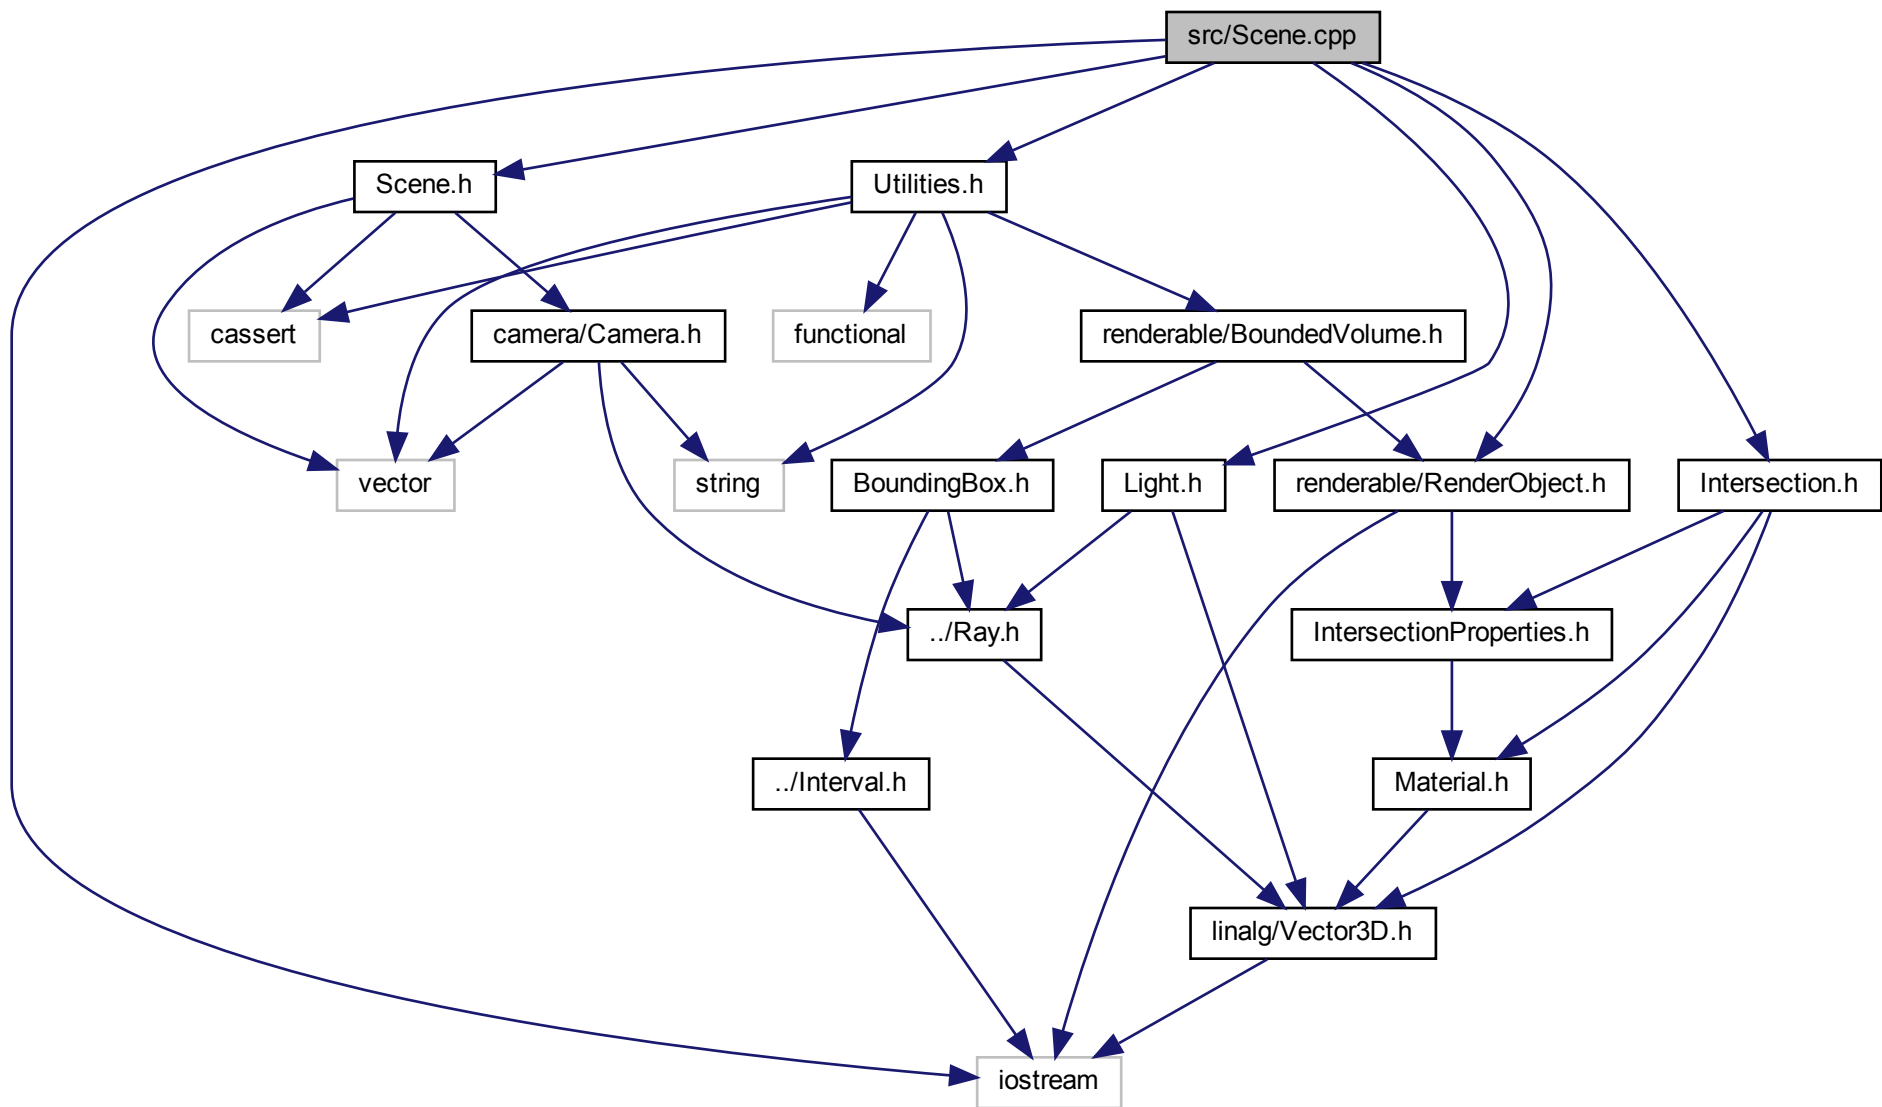 src/Scene.cpp
Scene.h
Utilities.h
cassert
camera/Camera.h
functional
renderable/BoundedVolume.h
vector
string
BoundingBox.h
Light.h
renderable/RenderObject.h
Intersection.h
../Ray.h
IntersectionProperties.h
../Interval.h
Material.h
linalg/Vector3D.h
iostream